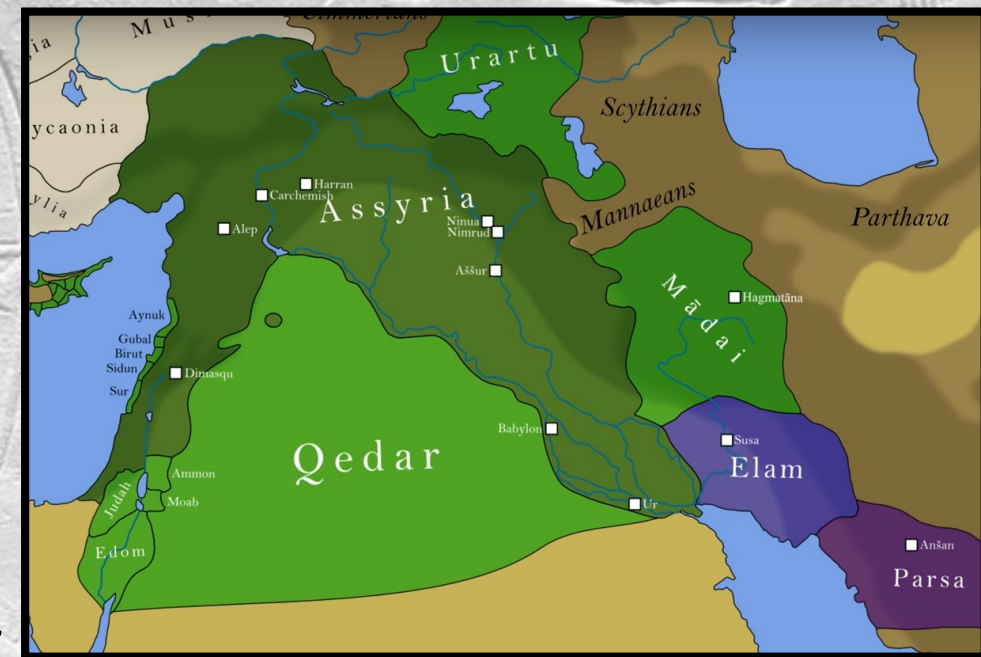 Cimmerians
Urartu
Scythians
ycaonia
Harran
Carchemish
Assyria
Mannaeans
Parthava
Alep
Ninua
Nimrud
Aššur
Mādai
Hagmatāna
Aynuk
Gubal
Birut
Sidun
Sur
Dimasqu
Babylon
Qedar
Susa
Elam
Ammon
Judah
Moab
Ur
Edom
Anšan
Parsa